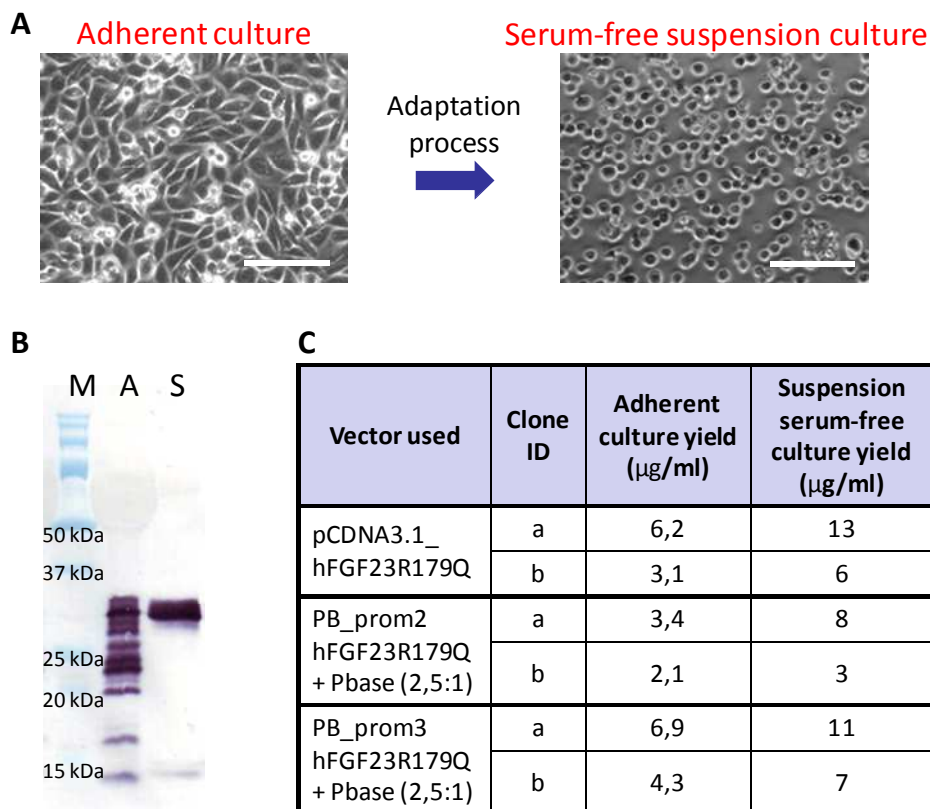 A
Adherent culture
Serum-free suspension culture
Adaptation
process
B
M A S
50 kDa
37 kDa
25 kDa
20 kDa
15 kDa
C
Vector used
Clone
ID
Adherent
culture yield
(µg/ml)
Suspension
serum-free
culture yield
(µg/ml)
pCDNA3.1_
hFGF23R179Q
a 6,2 13
b 3,1 6
PB_prom2
hFGF23R179Q
+ Pbase (2,5:1)
a 3,4 8
b 2,1 3
PB_prom3
hFGF23R179Q
+ Pbase (2,5:1)
a 6,9 11
b 4,3 7